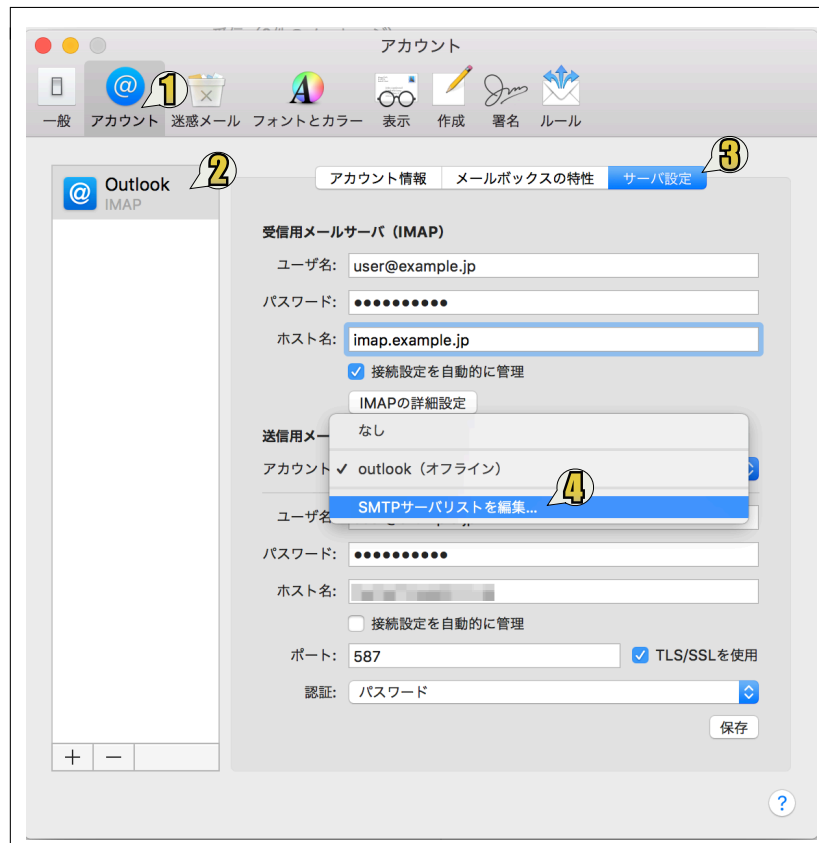 アカウント
一般 アカウント 迷惑メール フォントとカラー 表示 作成 署名 ルール
1
2
3
Outlook
IMAP
アカウント情報 メールボックスの特性 サーバ設定
受信用メールサーバ（IMAP）
ユーザ名: user@example.jp
パスワード: ●●●●●●●●●●
ホスト名: imap.example.jp
接続設定を自動的に管理
IMAPの詳細設定
なし
送信用メー
アカウント ✓ outlook（オフライン）
4
SMTPサーバリストを編集...
ユーザ名
パスワード: ●●●●●●●●●●
ホスト名:
接続設定を自動的に管理
ポート: 587 TLS/SSLを使用
認証: パスワード
保存
+ −
?